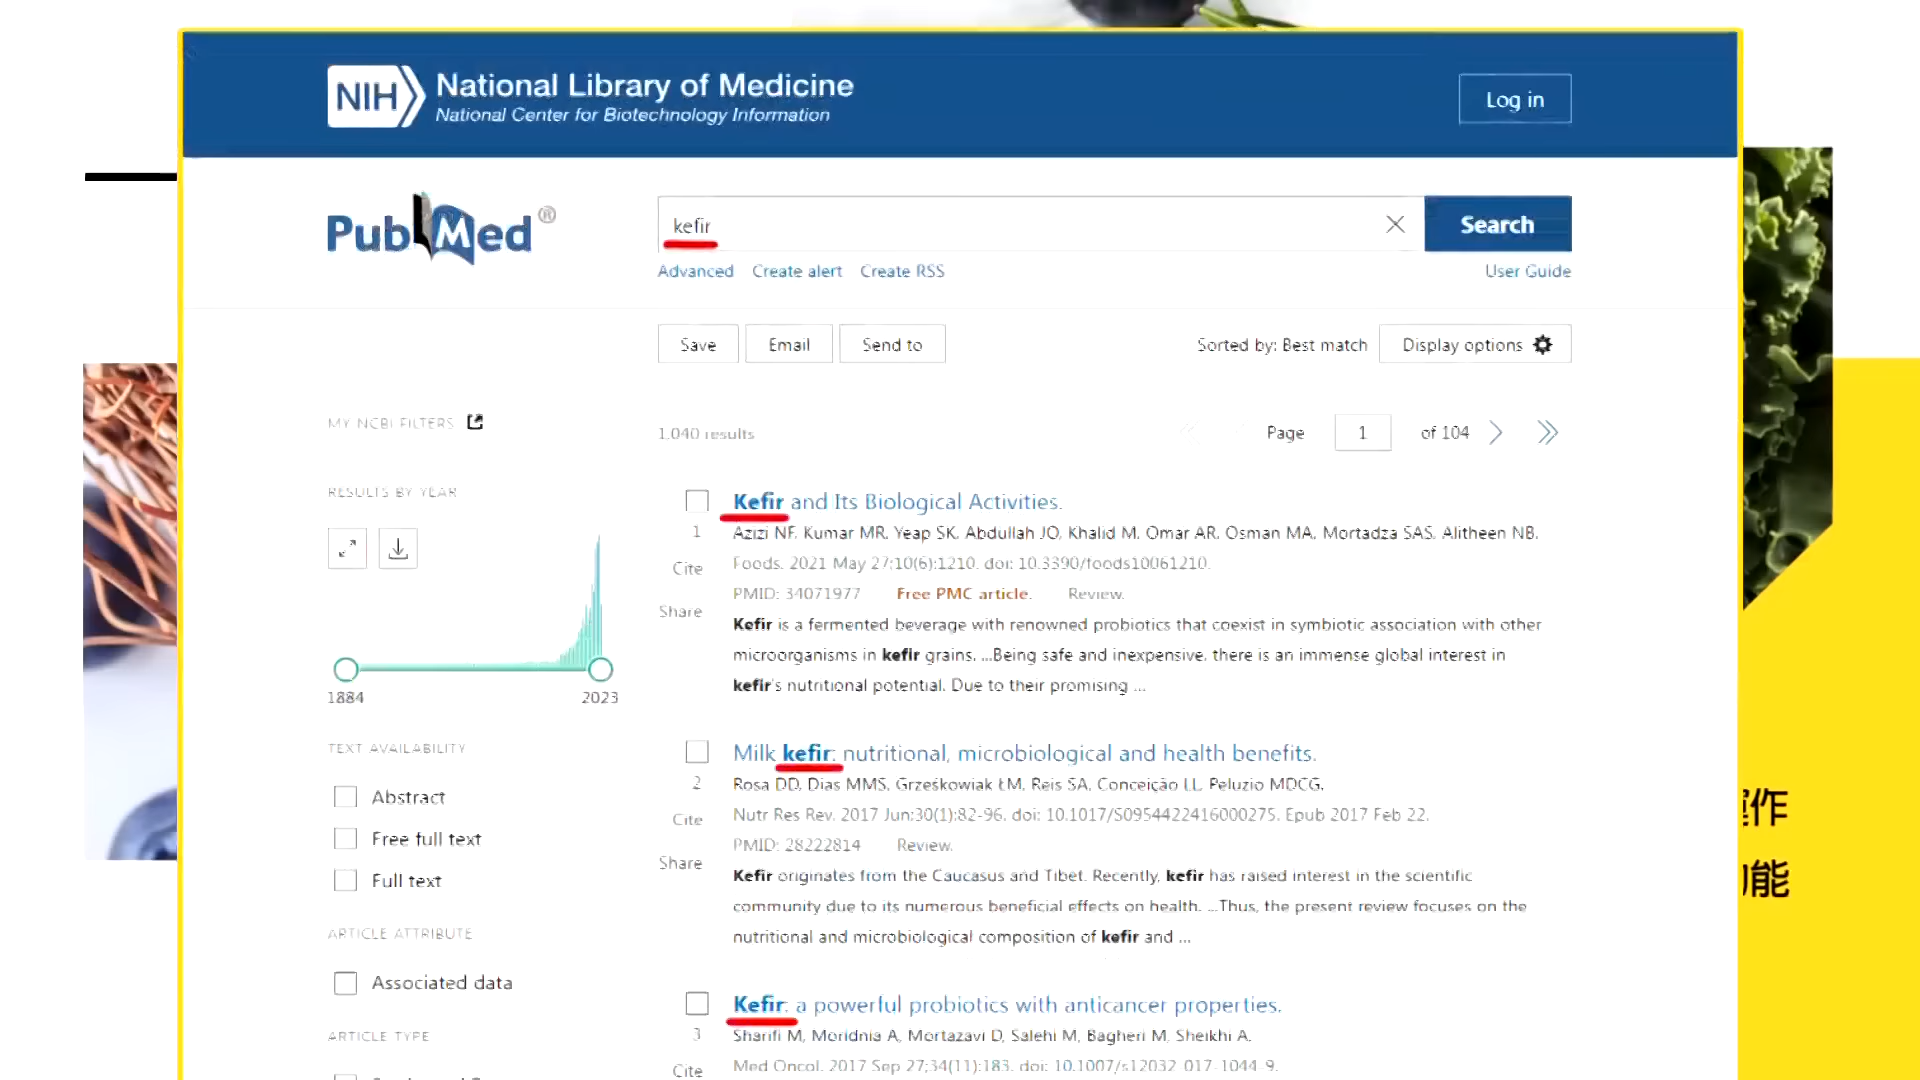 NIH National Library of Medicine
National Center for Biotechnology Information
Log in
PubMed®
kefir
Search
Advanced Create alert Create RSS
User Guide
Save Email Send to
Sorted by: Best match Display options
MY NCBI FILTERS
1,040 results
Page 1 of 104
RESULTS BY YEAR
1884 2023
TEXT AVAILABILITY
Abstract
Free full text
Full text
ARTICLE ATTRIBUTE
Associated data
ARTICLE TYPE
Kefir and Its Biological Activities.
1
Azizi NF, Kumar MR, Yeap SK, Abdullah JO, Khalid M, Omar AR, Osman MA, Mortadza SAS, Alitheen NB.
Cite
Foods. 2021 May 27;10(6):1210. doi: 10.3390/foods10061210.
PMID: 34071977 Free PMC article. Review.
Share
Kefir is a fermented beverage with renowned probiotics that coexist in symbiotic association with other
microorganisms in kefir grains. ...Being safe and inexpensive, there is an immense global interest in
kefir's nutritional potential. Due to their promising ...
Milk kefir: nutritional, microbiological and health benefits.
2
Rosa DD, Dias MMS, Grześkowiak ŁM, Reis SA, Conceição LL, Peluzio MDCG.
Cite
Nutr Res Rev. 2017 Jun;30(1):82-96. doi: 10.1017/S0954422416000275. Epub 2017 Feb 22.
PMID: 28222814 Review.
Share
Kefir originates from the Caucasus and Tibet. Recently, kefir has raised interest in the scientific
community due to its numerous beneficial effects on health. ...Thus, the present review focuses on the
nutritional and microbiological composition of kefir and ...
Kefir: a powerful probiotics with anticancer properties.
3
Sharifi M, Moridnia A, Mortazavi D, Salehi M, Bagheri M, Sheikhi A.
Cite
Med Oncol. 2017 Sep 27;34(11):183. doi: 10.1007/s12032-017-1044-9.
作
能